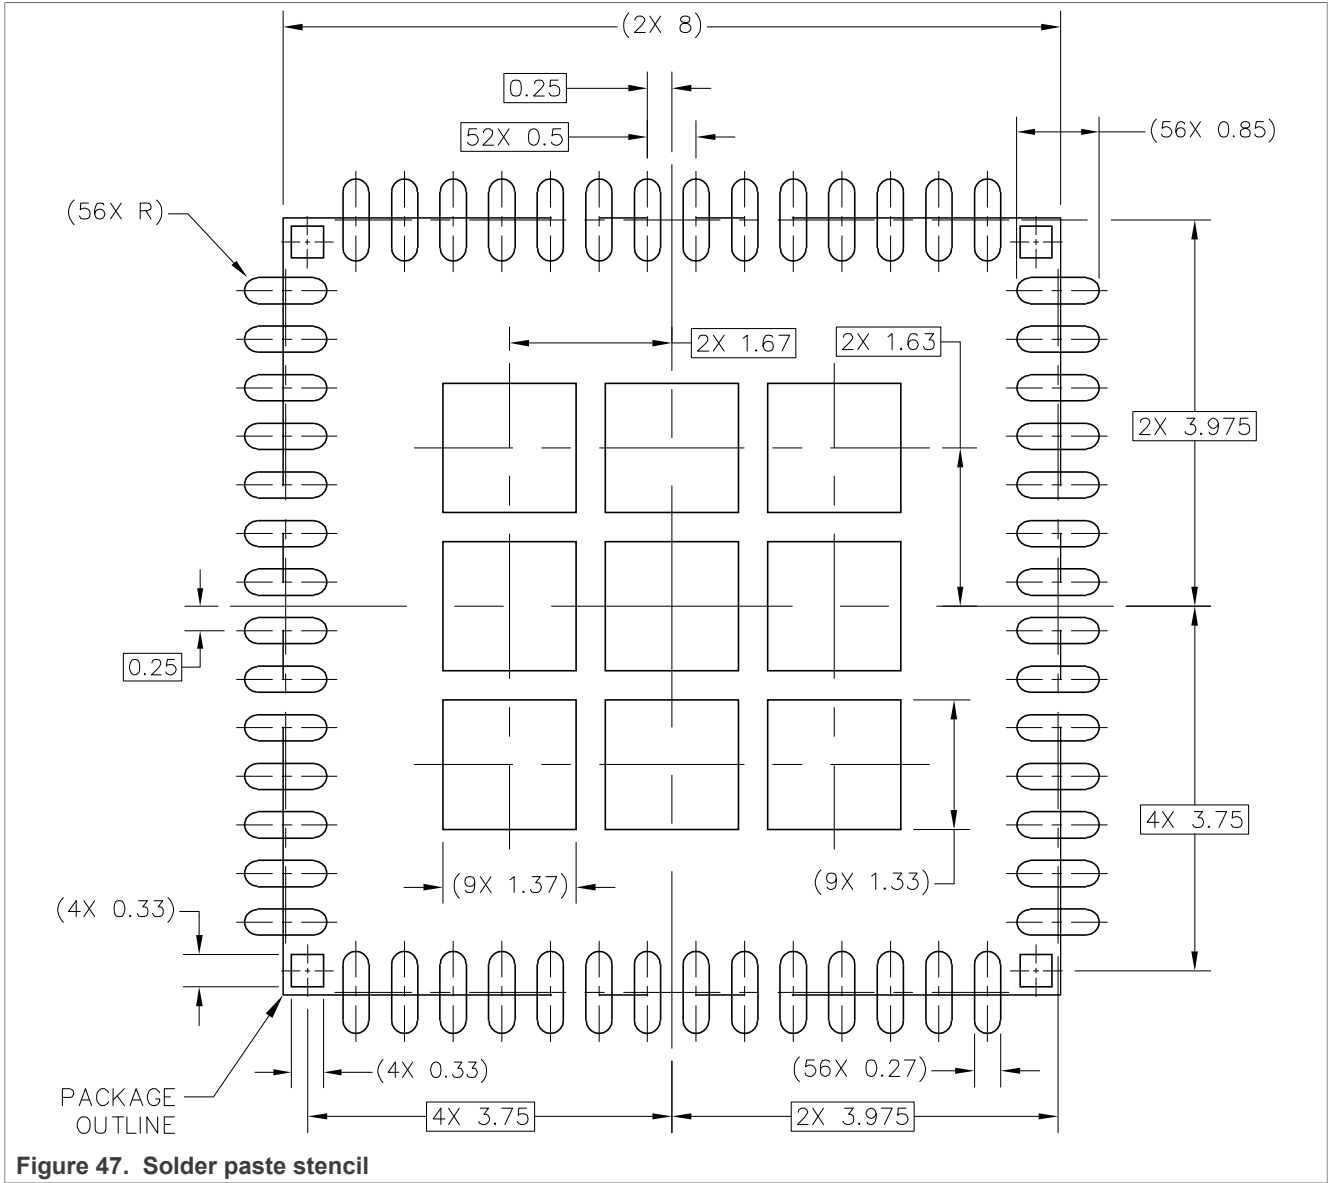 (2X 8)
0.25
52X 0.5
(56X 0.85)
(56X R)
2X 1.67
2X 1.63
2X 3.975
0.25
4X 3.75
(9X 1.37)
(9X 1.33)
(4X 0.33)
(4X 0.33)
(56X 0.27)
PACKAGE
OUTLINE
4X 3.75
2X 3.975
Figure 47. Solder paste stencil